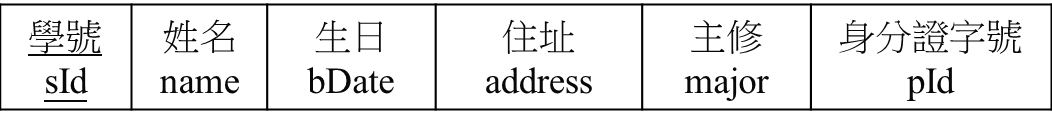 學號 姓名 生日 住址 主修 身分證字號
sId name bDate address major pId